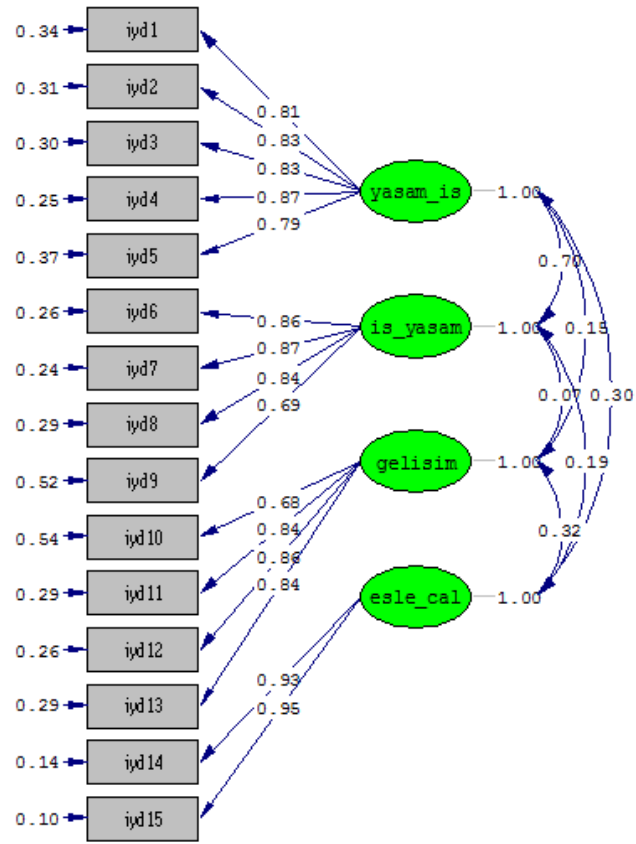 0.34 iyd1
0.31 iyd2
0.81
0.30 iyd3
0.83
0.83
0.25 iyd4
0.87
yasam_is 1.00
0.79
0.37 iyd5
0.70
0.26 iyd6
0.86
is_yasam 1.00
0.15
0.24 iyd7
0.87
0.84
0.07
0.30
0.29 iyd8
0.69
gelisim 1.00
0.19
0.52 iyd9
0.68
0.54 iyd10
0.84
0.32
0.86
0.29 iyd11
0.84
esle_cal 1.00
0.26 iyd12
0.93
0.29 iyd13
0.95
0.14 iyd14
0.10 iyd15